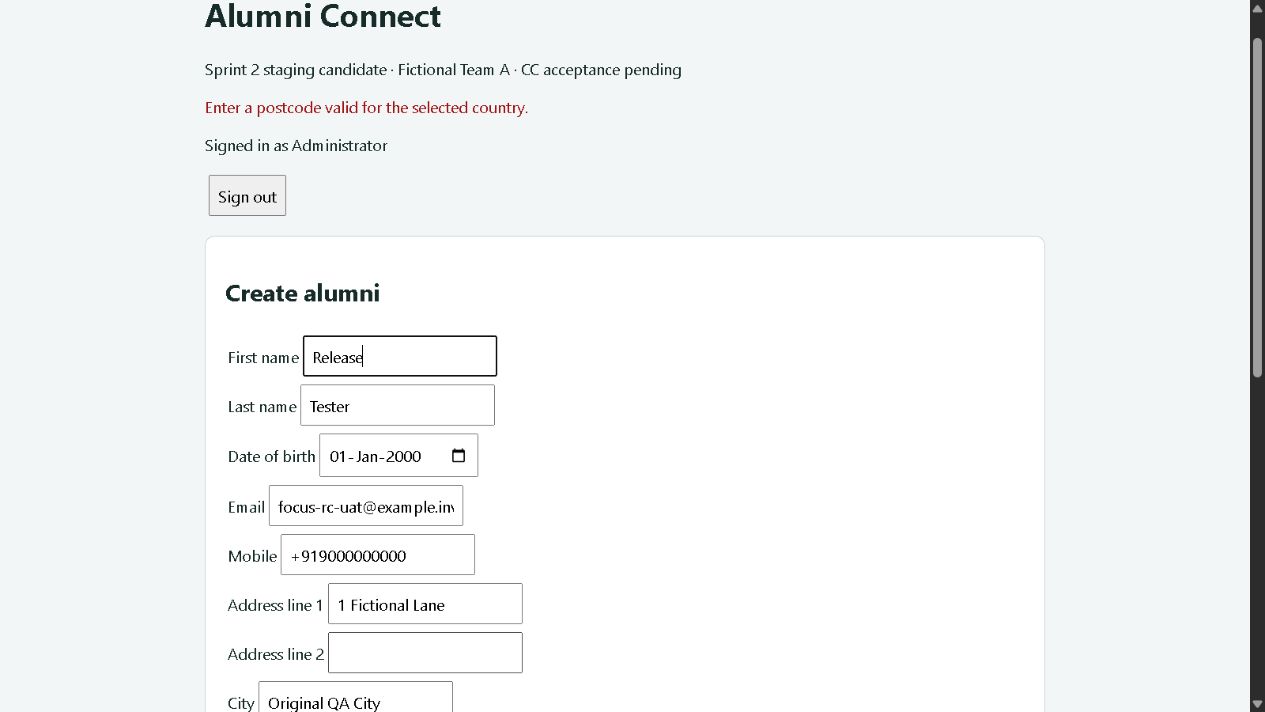 Alumni Connect
Sprint 2 staging candidate · Fictional Team A · CC acceptance pending
Enter a postcode valid for the selected country.
Signed in as Administrator
Sign out
Create alumni
First name Release
Last name Tester
Date of birth 01-Jan-2000
Email focus-rc-uat@example.inv
Mobile +919000000000
Address line 1 1 Fictional Lane
Address line 2
City Original QA City